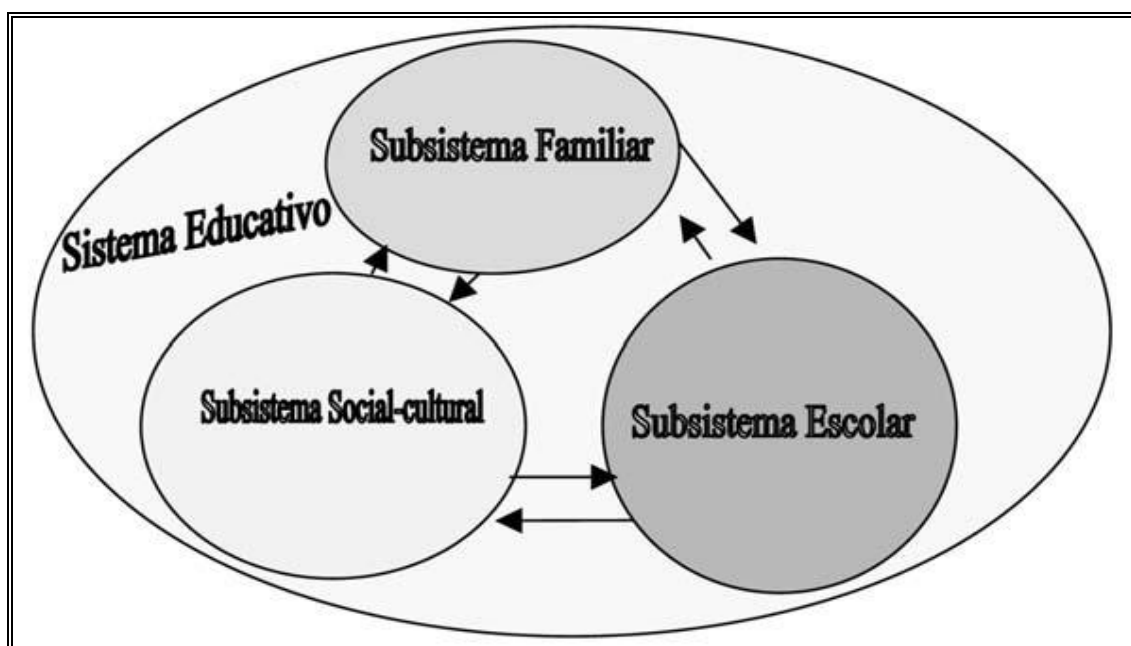 Subsistema Familiar
Sistema Educativo
Subsistema Social-cultural
Subsistema Escolar